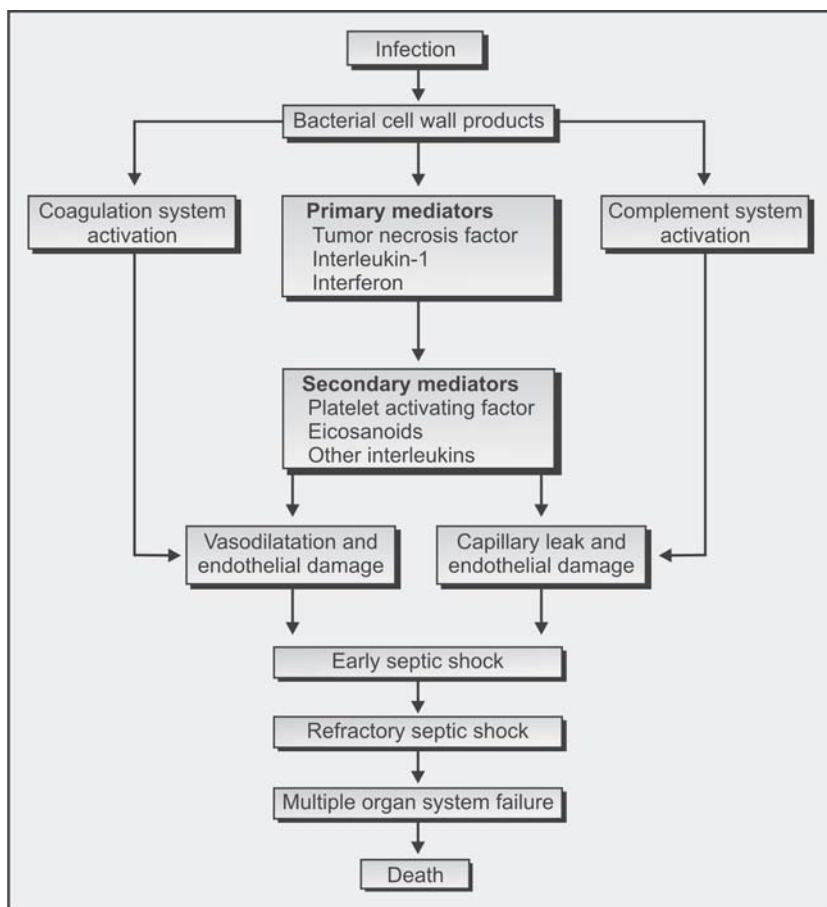 Infection
Bacterial cell wall products
Coagulation system
activation
Primary mediators
Tumor necrosis factor
Interleukin-1
Interferon
Complement system
activation
Secondary mediators
Platelet activating factor
Eicosanoids
Other interleukins
Vasodilatation and
endothelial damage
Capillary leak and
endothelial damage
Early septic shock
Refractory septic shock
Multiple organ system failure
Death